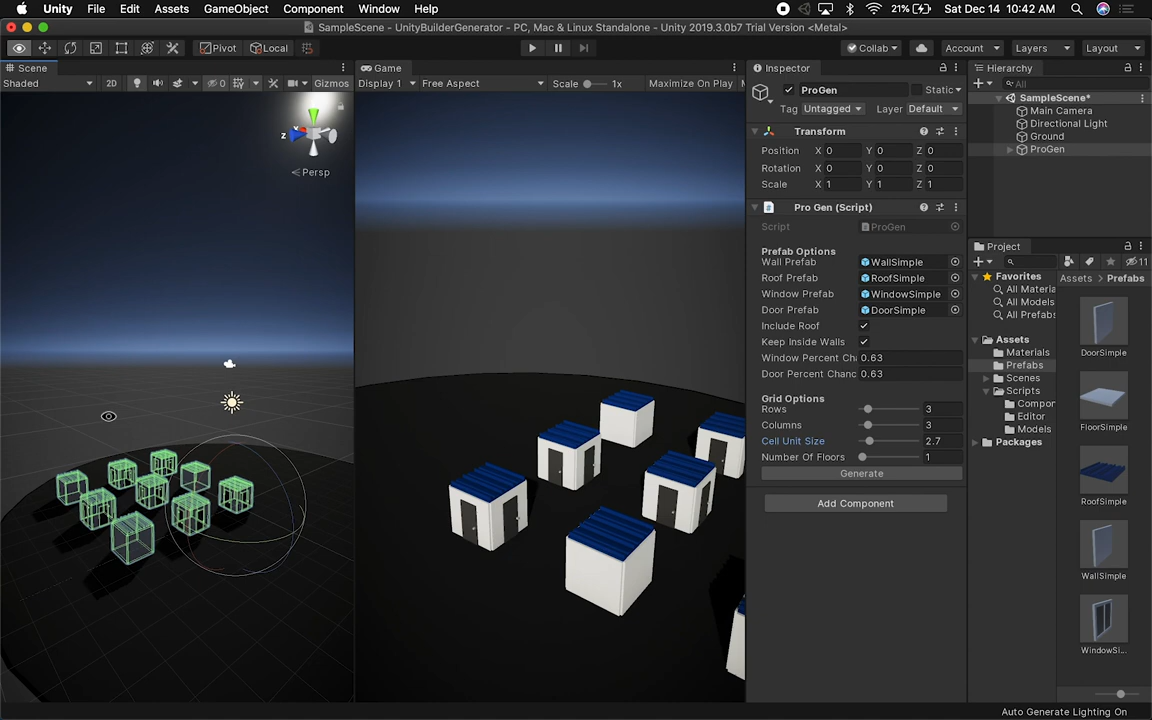 Unity File Edit Assets GameObject Component Window Help 21% Sat Dec 14 10:42 AM
SampleScene - UnityBuilderGenerator - PC, Mac & Linux Standalone - Unity 2019.3.0b7 Trial Version <Metal>
Pivot Local Collab Account Layers Layout
Scene
Shaded 2D 0 Gizmos
z
x
Persp
Game
Display 1 Free Aspect Scale 1x Maximize On Play M
Inspector
ProGen Static
Tag Untagged Layer Default
Transform
Position X 0 Y 0 Z 0
Rotation X 0 Y 0 Z 0
Scale X 1 Y 1 Z 1
Pro Gen (Script)
Script ProGen
Prefab Options
Wall Prefab WallSimple
Roof Prefab RoofSimple
Window Prefab WindowSimple
Door Prefab DoorSimple
Include Roof
Keep Inside Walls
Window Percent Cha 0.63
Door Percent Chanc 0.63
Grid Options
Rows 3
Columns 3
Cell Unit Size 2.7
Number Of Floors 1
Generate
Add Component
Hierarchy
All
SampleScene*
Main Camera
Directional Light
Ground
ProGen
Project
11
Favorites
All Materia
All Models
All Prefabs
Assets
Materials
Prefabs
Scenes
Scripts
Compor
Editor
Models
Packages
Assets > Prefabs
DoorSimple
FloorSimple
RoofSimple
WallSimple
WindowSi...
Auto Generate Lighting On